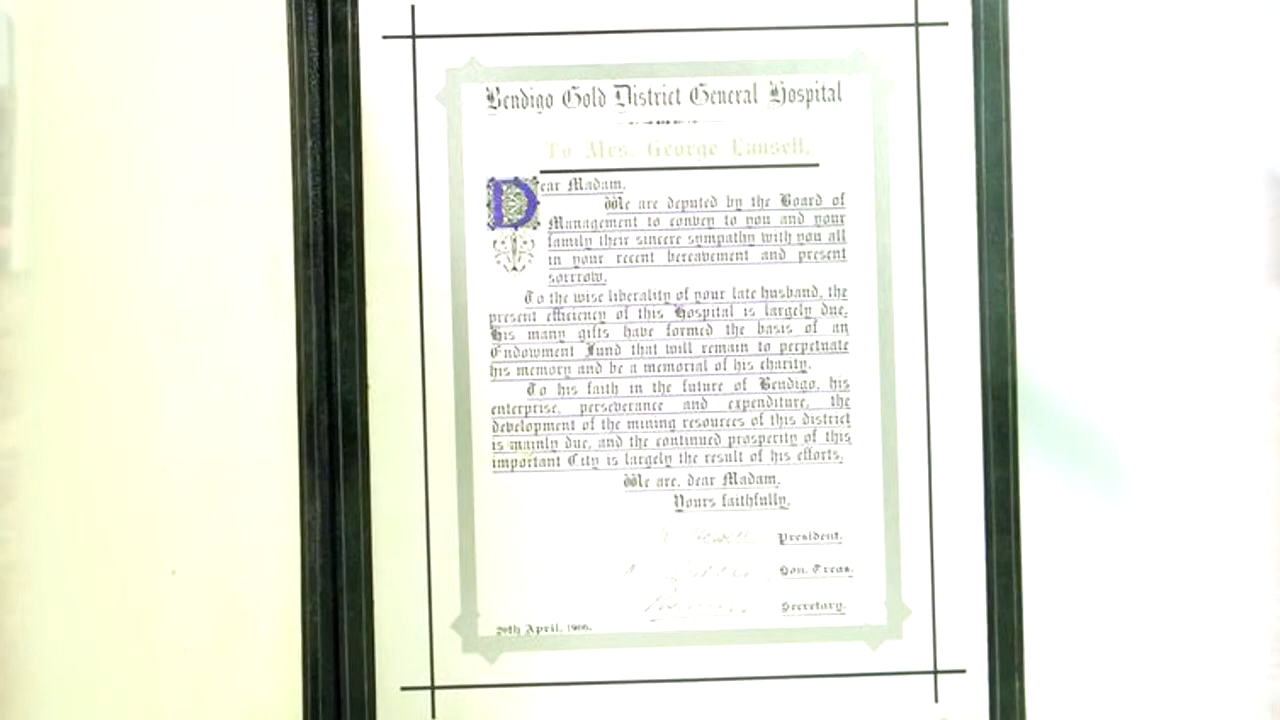 Bendigo Gold District General Hospital
To Mrs. George Lansell.
Dear Madam,
We are deputed by the Board of
Management to convey to you and your
family their sincere sympathy with you all
in your recent bereavement and present
sorrow.
To the wise liberality of your late husband, the
present efficiency of this Hospital is largely due.
His many gifts have formed the basis of an
Endowment Fund that will remain to perpetuate
his memory and be a memorial of his charity.
To his faith in the future of Bendigo, his
enterprise, perseverance and expenditure, the
development of the mining resources of this district
is mainly due, and the continued prosperity of this
important City is largely the result of his efforts.
We are, dear Madam,
Yours faithfully,
President.
Hon. Treas.
Secretary.
April, 1906.